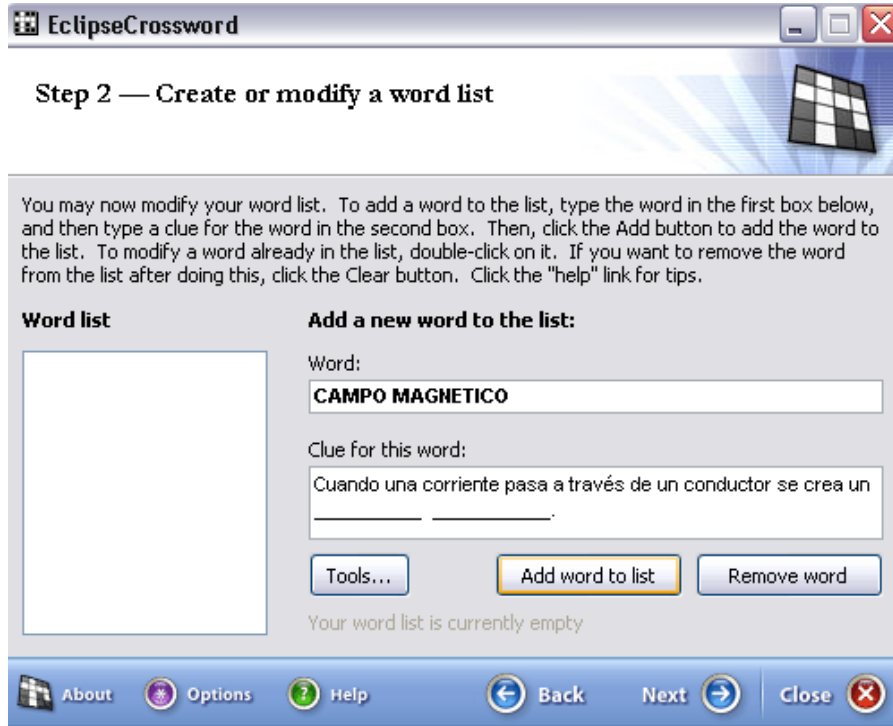 EclipseCrossword
Step 2 — Create or modify a word list
You may now modify your word list. To add a word to the list, type the word in the first box below,
and then type a clue for the word in the second box. Then, click the Add button to add the word to
the list. To modify a word already in the list, double-click on it. If you want to remove the word
from the list after doing this, click the Clear button. Click the "help" link for tips.
Word list
Add a new word to the list:
Word:
CAMPO MAGNETICO
Clue for this word:
Cuando una corriente pasa a través de un conductor se crea un
_________ __________.
Tools...
Add word to list
Remove word
Your word list is currently empty
About
Options
Help
Back
Next
Close